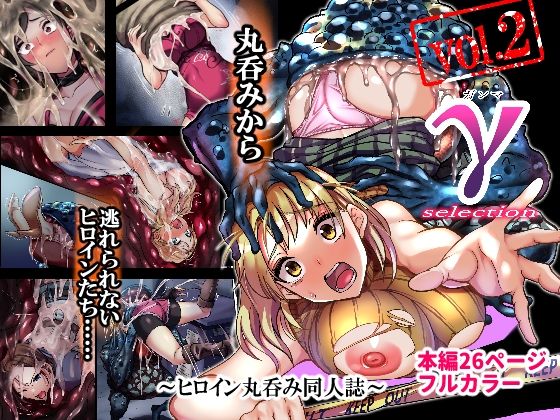 VOL.2
ガンマ
γ
selection
丸呑みから
逃れられない
ヒロインたち……
本編26ページ
フルカラー
～ヒロイン丸呑み同人誌～
KEEP OUT